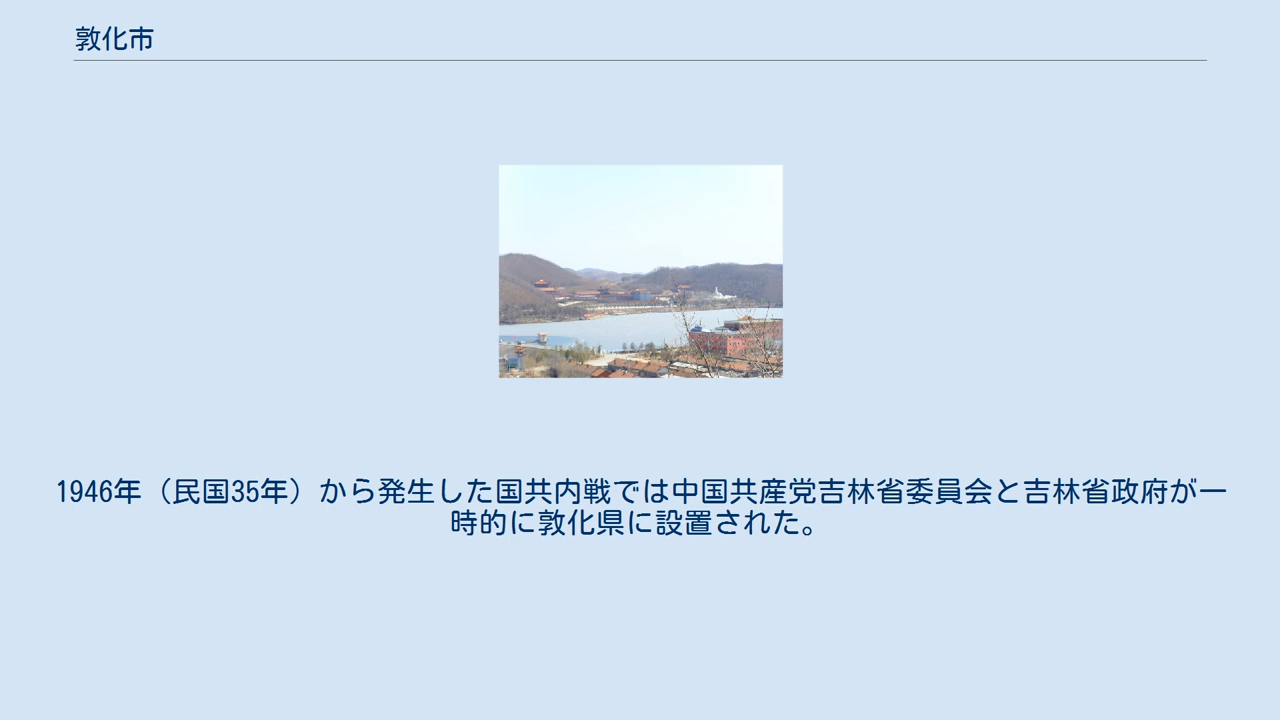 敦化市
1946年（民国35年）から発生した国共内戦では中国共産党吉林省委員会と吉林省政府が一
時的に敦化県に設置された。